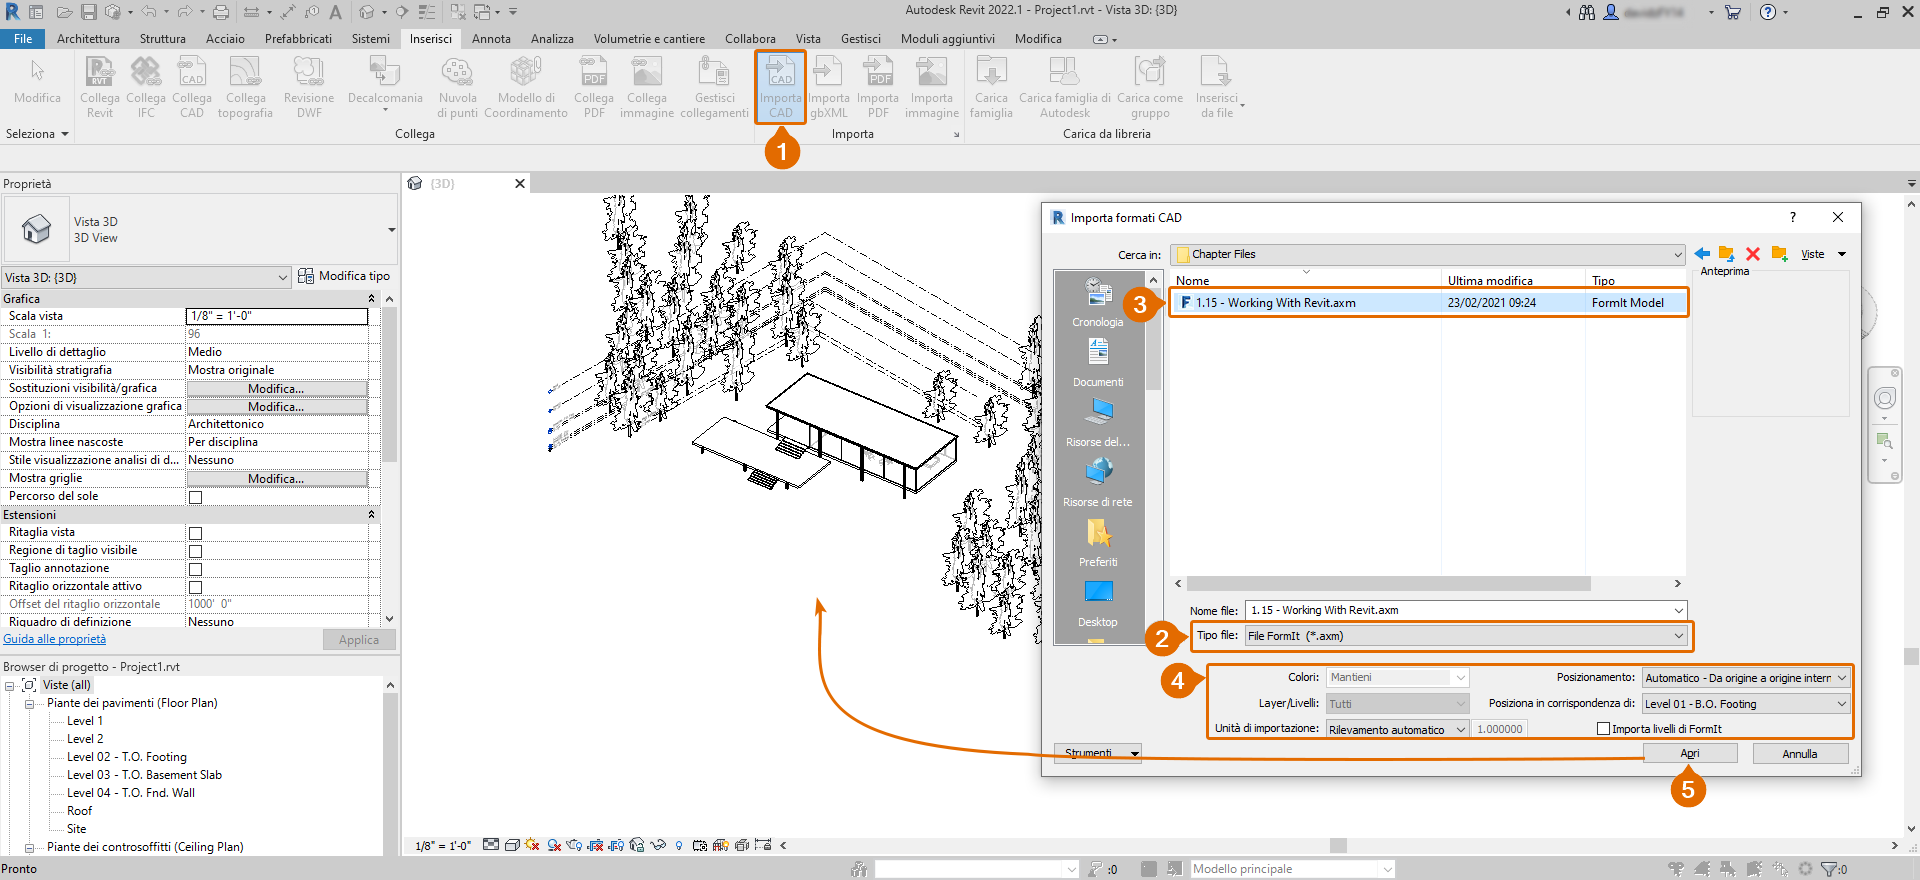 Autodesk Revit 2022.1 - Project1.rvt - Vista 3D: {3D}
File Architettura Struttura Acciaio Prefabbricati Sistemi Inserisci Annota Analizza Volumetrie e cantiere Collabora Vista Gestisci Moduli aggiuntivi Modifica
Modifica
Collega Revit
Collega IFC
Collega CAD
Collega topografia
Revisione DWF
Decalcomania
Nuvola di punti
Modello di Coordinamento
Collega PDF
Collega immagine
Gestisci collegamenti
Importa CAD
Importa gbXML
Importa PDF
Importa immagine
Carica famiglia
Carica famiglia di Autodesk
Carica come gruppo
Inserisci da file
Seleziona
Collega
Importa
Carica da libreria
1
Proprietà
Vista 3D
3D View
Vista 3D: {3D}
Modifica tipo
Grafica
Scala vista 1/8" = 1'-0"
Scala 1: 96
Livello di dettaglio Medio
Visibilità stratigrafia Mostra originale
Sostituzioni visibilità/grafica Modifica...
Opzioni di visualizzazione grafica Modifica...
Disciplina Architettonico
Mostra linee nascoste Per disciplina
Stile visualizzazione analisi di d... Nessuno
Mostra griglie Modifica...
Percorso del sole
Estensioni
Ritaglia vista
Regione di taglio visibile
Taglio annotazione
Ritaglio orizzontale attivo
Offset del ritaglio orizzontale 1000' 0"
Riquadro di definizione Nessuno
Guida alle proprietà
Applica
Browser di progetto - Project1.rvt
Viste (all)
Piante dei pavimenti (Floor Plan)
Level 1
Level 2
Level 02 - T.O. Footing
Level 03 - T.O. Basement Slab
Level 04 - T.O. Fnd. Wall
Roof
Site
Piante dei controsoffitti (Ceiling Plan)
{3D}
Importa formati CAD
Cerca in: Chapter Files
Viste
Anteprima
Nome Ultima modifica Tipo
3
F 1.15 - Working With Revit.axm 23/02/2021 09:24 FormIt Model
Cronologia
Documenti
Risorse del...
Risorse di rete
Preferiti
Desktop
Nome file: 1.15 - Working With Revit.axm
2
Tipo file: File FormIt (*.axm)
4
Colori: Mantieni
Posizionamento: Automatico - Da origine a origine intern
Layer/Livelli: Tutti
Posiziona in corrispondenza di: Level 01 - B.O. Footing
Unità di importazione: Rilevamento automatico 1.000000
Importa livelli di FormIt
Strumenti
Apri
Annulla
5
1/8" = 1'-0"
Pronto
:0
Modello principale
:0